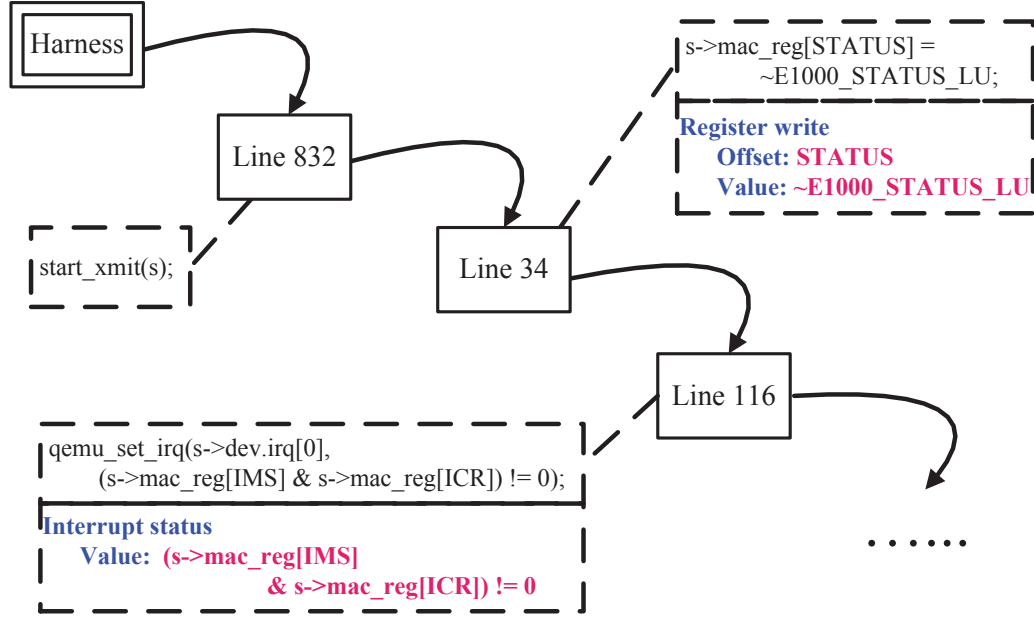 Harness
s->mac_reg[STATUS] =
~E1000_STATUS_LU;
Register write
Offset: STATUS
Value: ~E1000_STATUS_LU
Line 832
start_xmit(s);
Line 34
Line 116
qemu_set_irq(s->dev.irq[0],
(s->mac_reg[IMS] & s->mac_reg[ICR]) != 0);
Interrupt status
Value: (s->mac_reg[IMS]
& s->mac_reg[ICR]) != 0
......